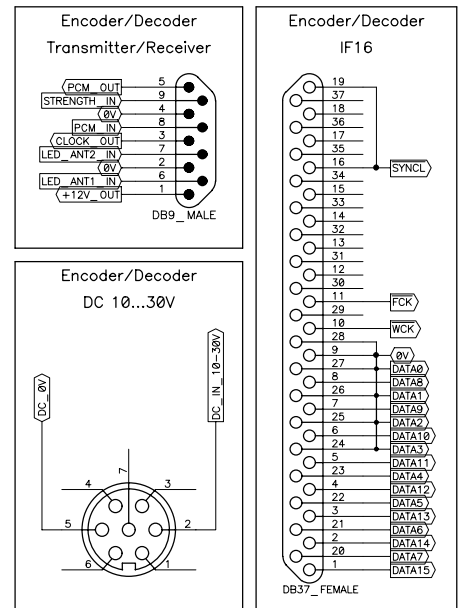 Encoder/Decoder
Transmitter/Receiver
PCM_OUT 5
STRENGTH_IN 9
0V 4
PCM_IN 8
CLOCK_OUT 3
LED_ANT2_IN 7
0V 2
LED_ANT1_IN 6
+12V_OUT 1
DB9_MALE
Encoder/Decoder
DC 10...30V
DC_0V
DC_IN_10-30V
7
4 3
5 2
6 1
Encoder/Decoder
IF16
19
37
18
36
17
35
16 SYNCL
34
15
33
14
32
13
31
12
30
11 FCK
29
10 WCK
28
9 0V
27 DATA0
8 DATA8
26 DATA1
7 DATA9
25 DATA2
6 DATA10
24 DATA3
5 DATA11
23 DATA4
4 DATA12
22 DATA5
3 DATA13
21 DATA6
2 DATA14
20 DATA7
1 DATA15
DB37_FEMALE